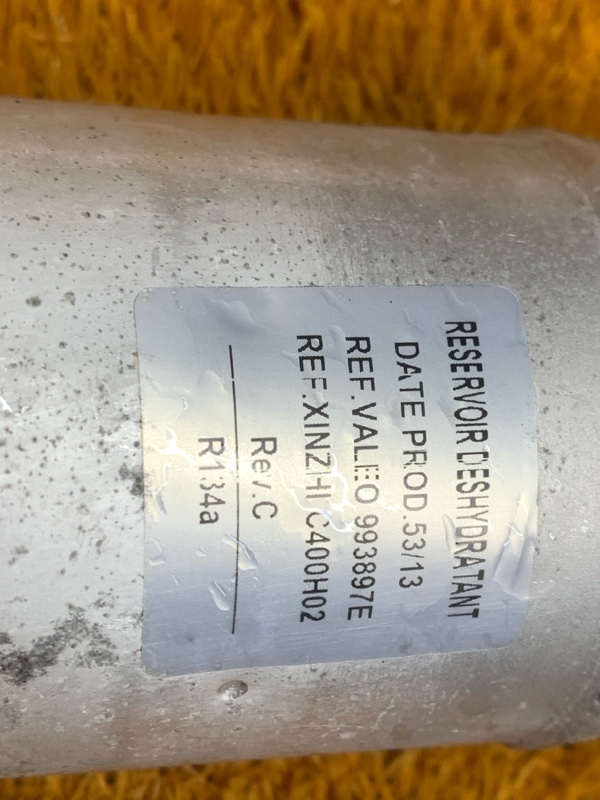 RESERVOIR DESHYDRATANT
DATE PROD.53/13
REF.VALEO 993897E
REF.XINZHI C400H02
Rev.C
R134a